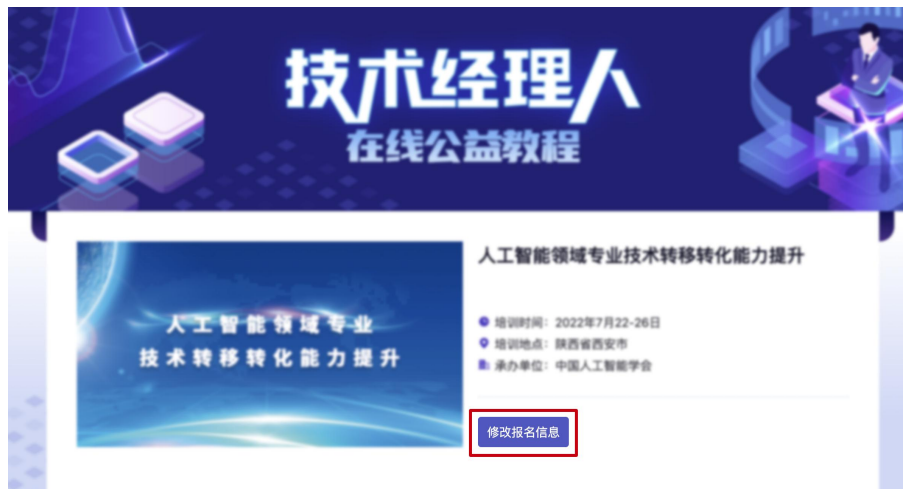 技术经理人
在线公益教程
人工智能领域专业
技术转移转化能力提升
人工智能领域专业技术转移转化能力提升
培训时间：2022年7月22-26日
培训地点：陕西省西安市
承办单位：中国人工智能学会
修改报名信息